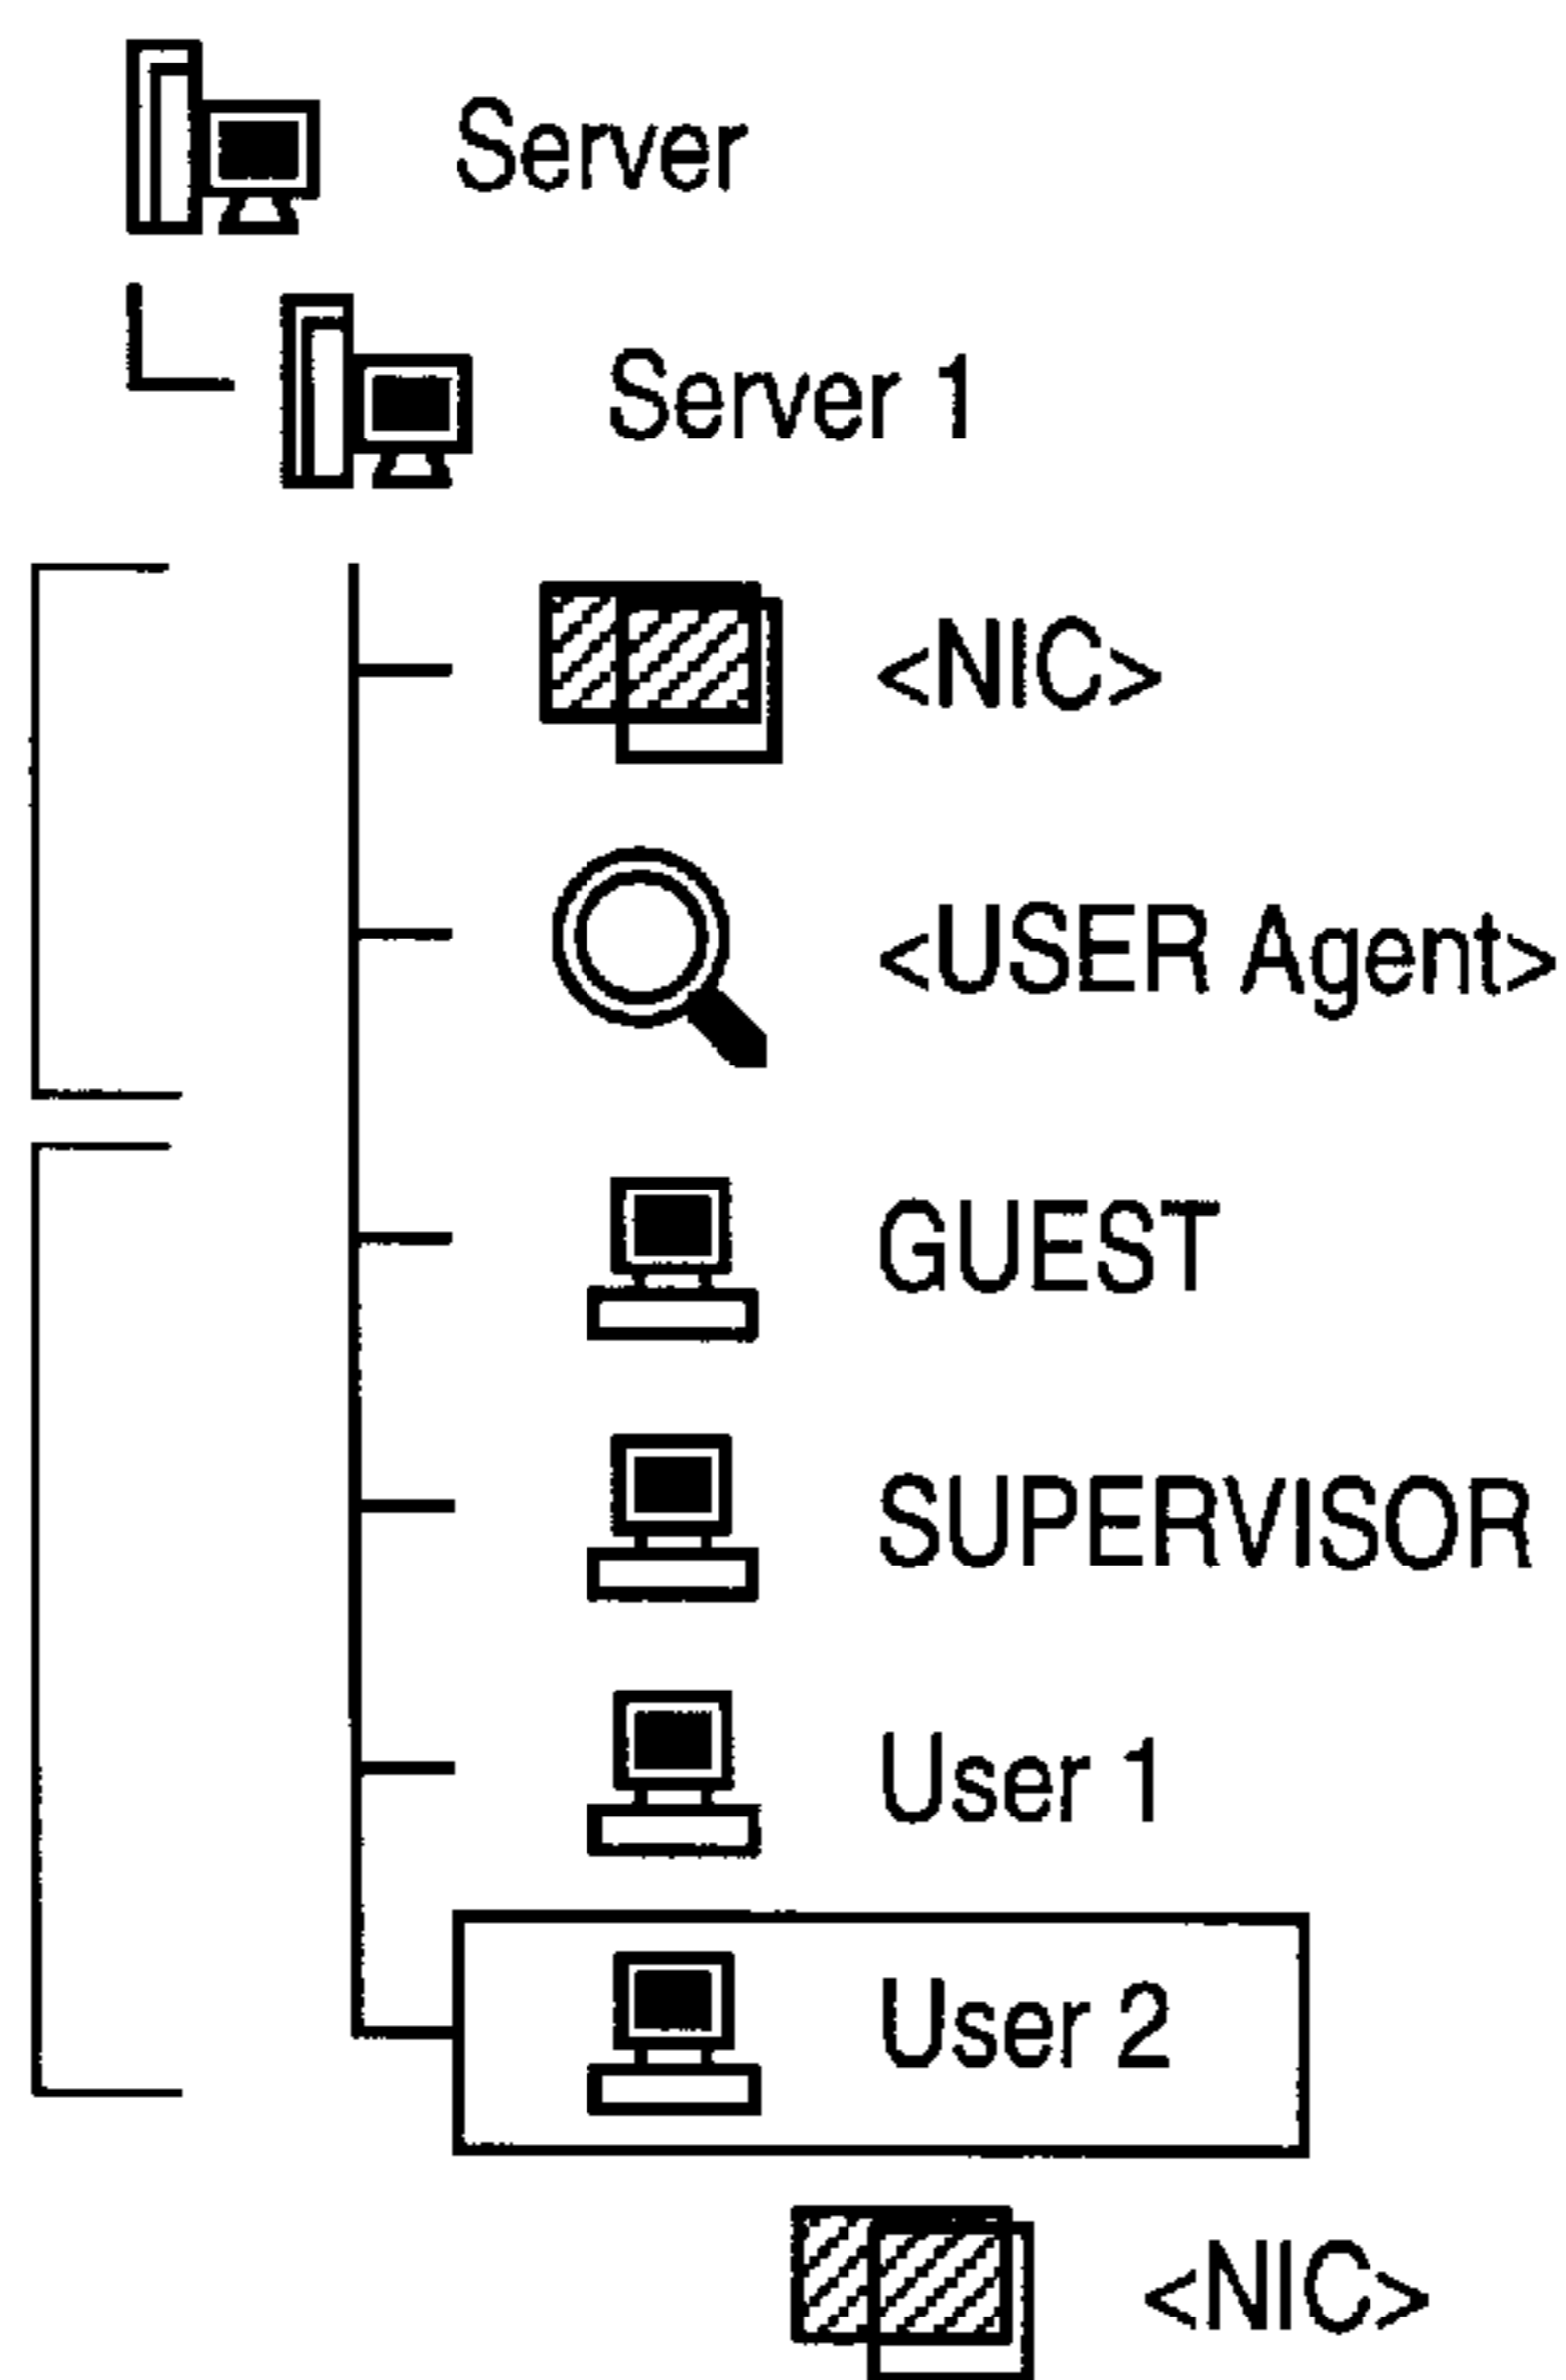 Server
Server 1
<NIC>
<USER Agent>
GUEST
SUPERVISOR
User 1
User 2
<NIC>